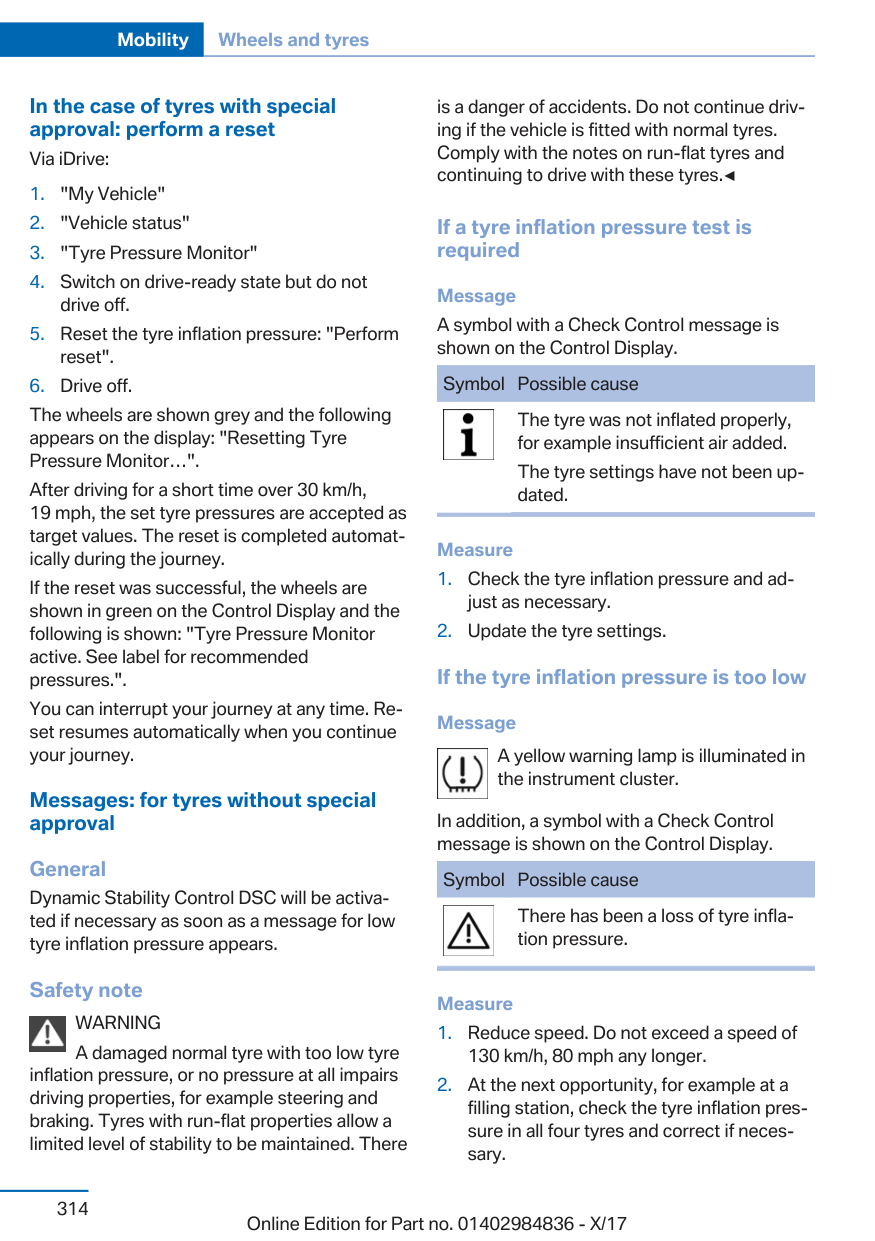 Mobility Wheels and tyres
In the case of tyres with special
approval: perform a reset
Via iDrive:
1. "My Vehicle"
2. "Vehicle status"
3. "Tyre Pressure Monitor"
4. Switch on drive-ready state but do not
drive off.
5. Reset the tyre inflation pressure: "Perform
reset".
6. Drive off.
The wheels are shown grey and the following
appears on the display: "Resetting Tyre
Pressure Monitor…".
After driving for a short time over 30 km/h,
19 mph, the set tyre pressures are accepted as
target values. The reset is completed automat-
ically during the journey.
If the reset was successful, the wheels are
shown in green on the Control Display and the
following is shown: "Tyre Pressure Monitor
active. See label for recommended
pressures.".
You can interrupt your journey at any time. Re-
set resumes automatically when you continue
your journey.
Messages: for tyres without special
approval
General
Dynamic Stability Control DSC will be activa-
ted if necessary as soon as a message for low
tyre inflation pressure appears.
Safety note
WARNING
A damaged normal tyre with too low tyre
inflation pressure, or no pressure at all impairs
driving properties, for example steering and
braking. Tyres with run-flat properties allow a
limited level of stability to be maintained. There
is a danger of accidents. Do not continue driv-
ing if the vehicle is fitted with normal tyres.
Comply with the notes on run-flat tyres and
continuing to drive with these tyres.◄
If a tyre inflation pressure test is
required
Message
A symbol with a Check Control message is
shown on the Control Display.
Symbol Possible cause
The tyre was not inflated properly,
for example insufficient air added.
The tyre settings have not been up-
dated.
Measure
1. Check the tyre inflation pressure and ad-
just as necessary.
2. Update the tyre settings.
If the tyre inflation pressure is too low
Message
A yellow warning lamp is illuminated in
the instrument cluster.
In addition, a symbol with a Check Control
message is shown on the Control Display.
Symbol Possible cause
There has been a loss of tyre infla-
tion pressure.
Measure
1. Reduce speed. Do not exceed a speed of
130 km/h, 80 mph any longer.
2. At the next opportunity, for example at a
filling station, check the tyre inflation pres-
sure in all four tyres and correct if neces-
sary.
314
Online Edition for Part no. 01402984836 - X/17